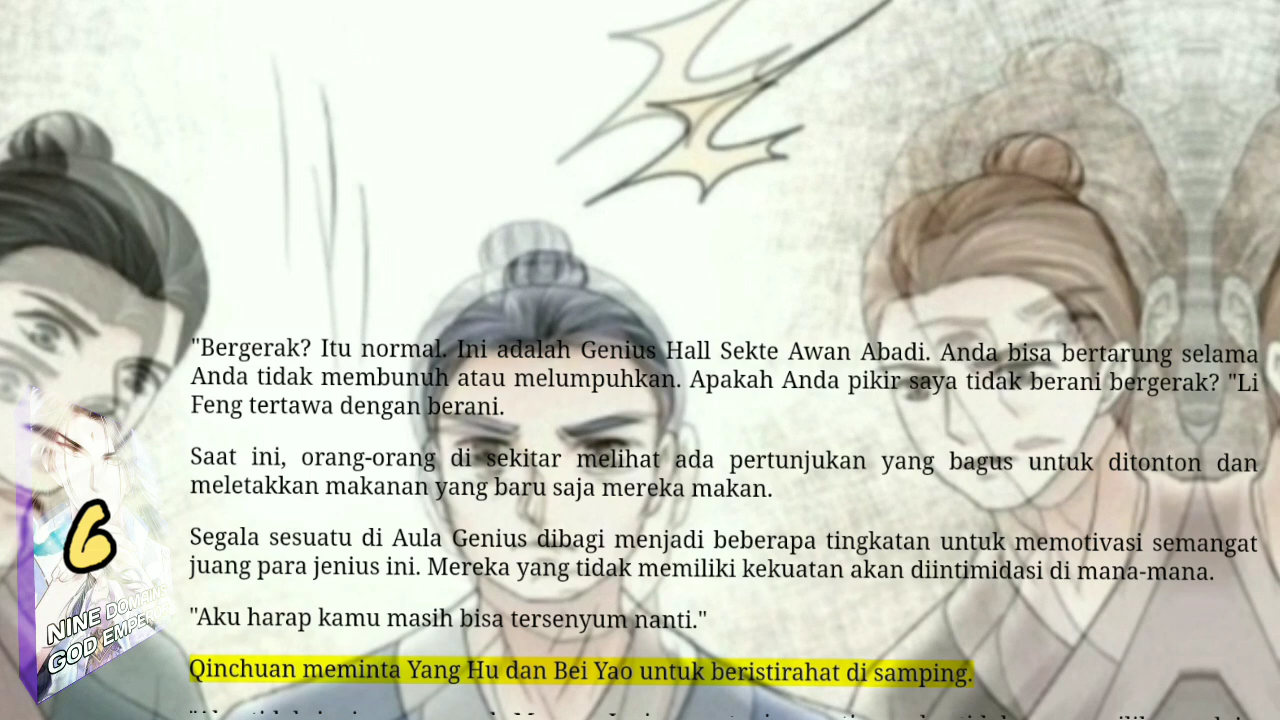 "Bergerak? Itu normal. Ini adalah Genius Hall Sekte Awan Abadi. Anda bisa bertarung selama
Anda tidak membunuh atau melumpuhkan. Apakah Anda pikir saya tidak berani bergerak? "Li
Feng tertawa dengan berani.
Saat ini, orang-orang di sekitar melihat ada pertunjukan yang bagus untuk ditonton dan
meletakkan makanan yang baru saja mereka makan.
Segala sesuatu di Aula Genius dibagi menjadi beberapa tingkatan untuk memotivasi semangat
juang para jenius ini. Mereka yang tidak memiliki kekuatan akan diintimidasi di mana-mana.
"Aku harap kamu masih bisa tersenyum nanti."
Qinchuan meminta Yang Hu dan Bei Yao untuk beristirahat di samping.
6
NINE DOMAINS
GOD EMPEROR